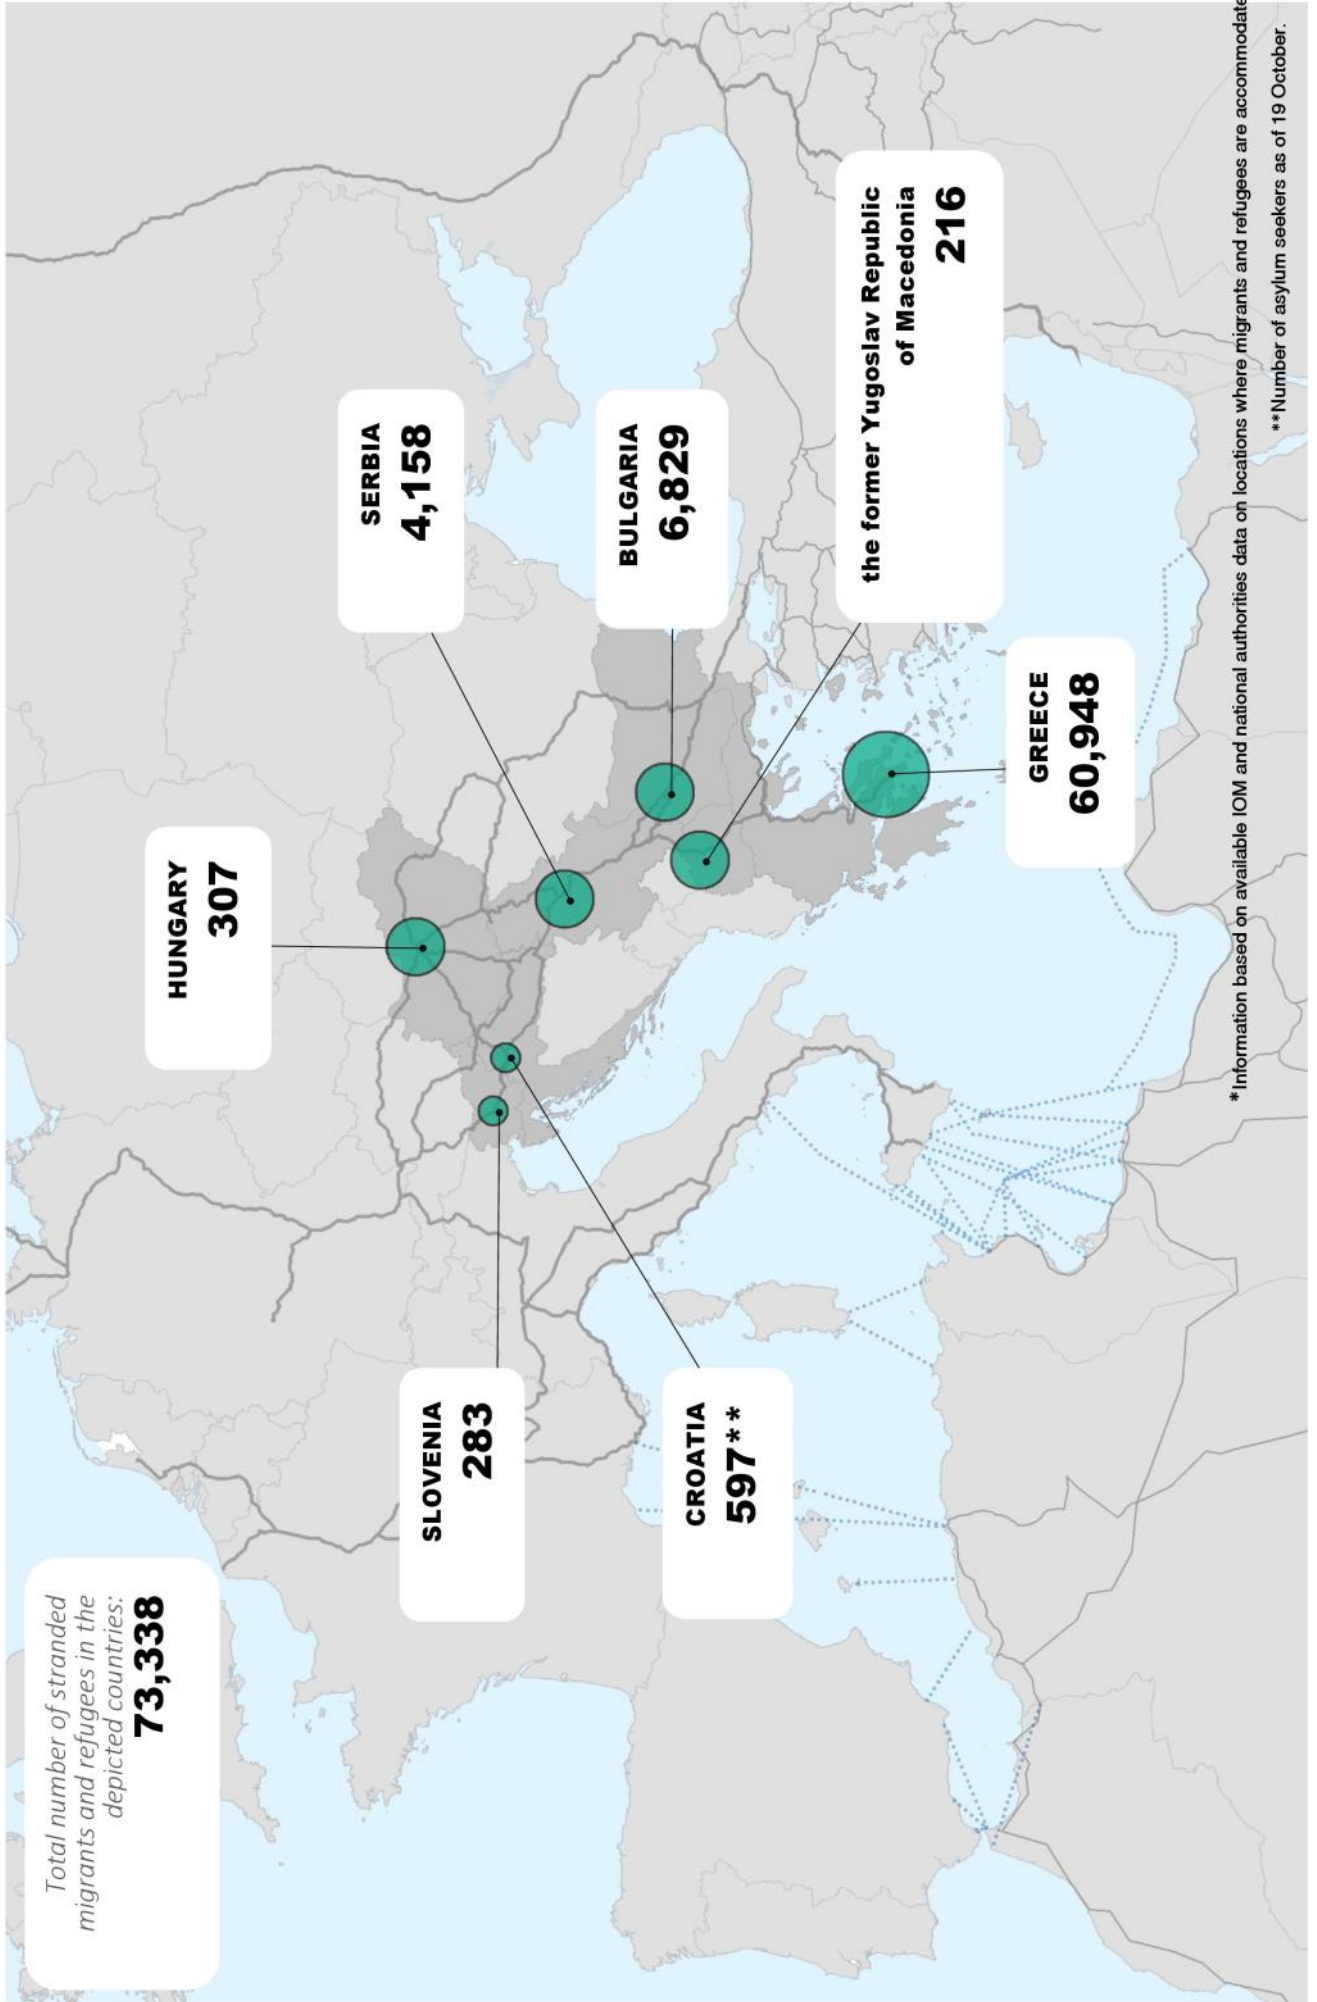 Total number of stranded
migrants and refugees in the
depicted countries:
73,338
HUNGARY
307
SERBIA
4,158
SLOVENIA
283
BULGARIA
6,829
CROATIA
597**
the former Yugoslav Republic
of Macedonia
216
GREECE
60,948
*Information based on available IOM and national authorities data on locations where migrants and refugees are accommodate
**Number of asylum seekers as of 19 October.